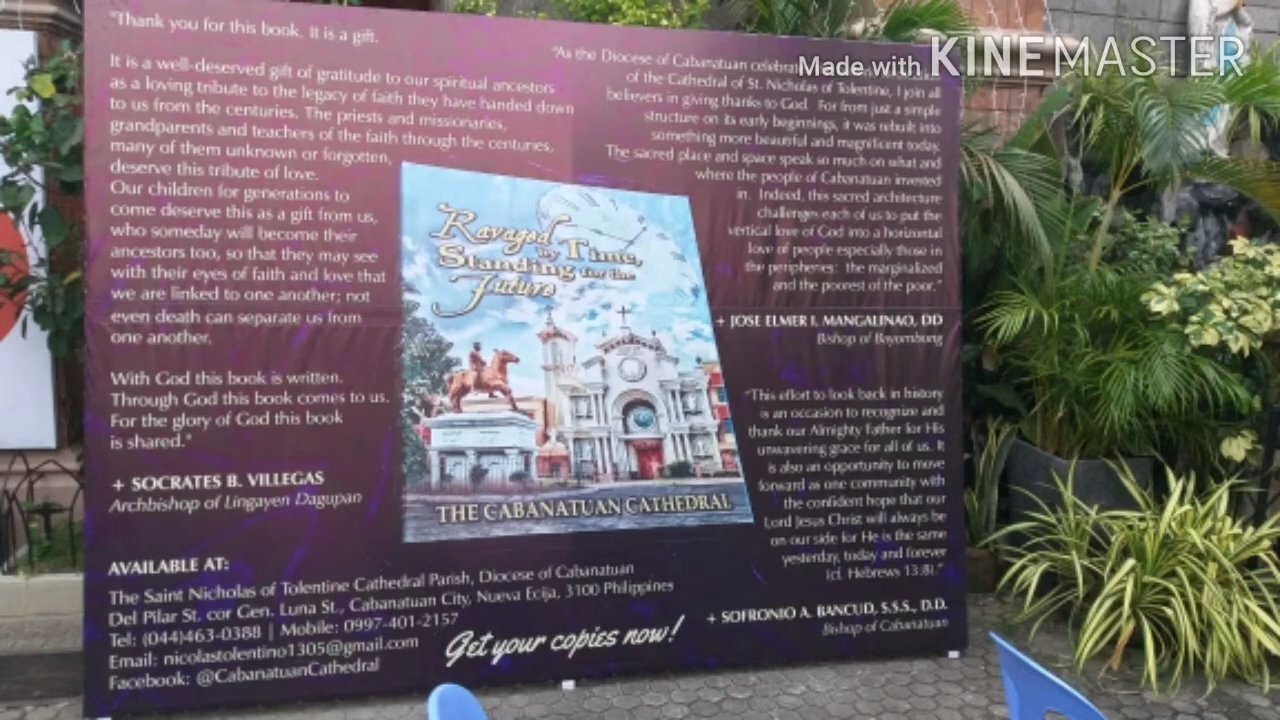 "Thank you for this book. It is a gift.
It is a well-deserved gift of gratitude to our spiritual ancestors
as a loving tribute to the legacy of faith they have handed down
to us from the centuries. The priests and missionaries,
grandparents and teachers of the faith through the centuries,
many of them unknown or forgotten,
deserve this tribute of love.
Our children for generations to
come deserve this as a gift from us,
who someday will become their
ancestors too, so that they may see
with their eyes of faith and love that
we are linked to one another; not
even death can separate us from
one another.
With God this book is written.
Through God this book comes to us.
For the glory of God this book
is shared."
+ SOCRATES B. VILLEGAS
Archbishop of Lingayen Dagupan
AVAILABLE AT:
The Saint Nicholas of Tolentine Cathedral Parish, Diocese of Cabanatuan
Del Pilar St. cor Gen. Luna St., Cabanatuan City, Nueva Ecija, 3100 Philippines
Tel: (044)463-0388 | Mobile: 0997-401-2157
Email: nicolastolentino1305@gmail.com
Facebook: @CabanatuanCathedral
Get your copies now!
Ravaged by Time,
Standing for the
Future
THE CABANATUAN CATHEDRAL
"As the Diocese of Cabanatuan
of the Cathedral of St. Nicholas of Tolentine, I join all
believers in giving thanks to God. For from just a simple
structure on its early beginnings, it was rebuilt into
something more beautiful and magnificent today.
The sacred place and space speak so much on what and
where the people of Cabanatuan invested
in. Indeed, this sacred architecture
challenges each of us to put the
vertical love of God into a horizontal
love of people especially those in
the peripheries: the marginalized
and the poorest of the poor."
+ JOSE ELMER I. MANGALINAO, DD
Bishop of Bayombong
"This effort to look back in history
is an occasion to recognize and
thank our Almighty Father for His
unwavering grace for all of us. It
is also an opportunity to move
forward as one community with
the confident hope that our
Lord Jesus Christ will always be
on our side for He is the same
yesterday, today and forever
(cf. Hebrews 13:8)."
+ SOFRONIO A. BANCUD, S.S.S., D.D.
Bishop of Cabanatuan
Made with KINEMASTER